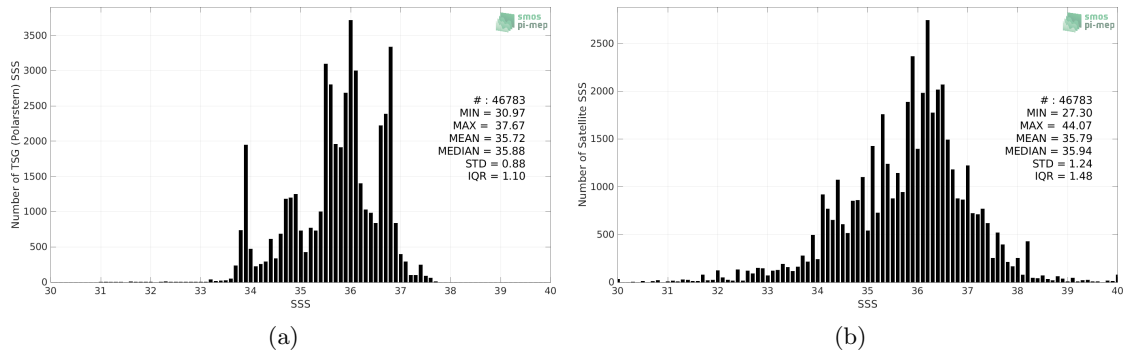 smos
pi-mep
3500
3000
2500
2000
1500
1000
500
0
Number of TSG (Polarstern) SSS
# : 46783
MIN = 30.97
MAX = 37.67
MEAN = 35.72
MEDIAN = 35.88
STD = 0.88
IQR = 1.10
30 31 32 33 34 35 36 37 38 39 40
SSS
(a)
smos
pi-mep
2500
2000
1500
1000
500
0
Number of Satellite SSS
# : 46783
MIN = 27.30
MAX = 44.07
MEAN = 35.79
MEDIAN = 35.94
STD = 1.24
IQR = 1.48
30 31 32 33 34 35 36 37 38 39 40
SSS
(b)